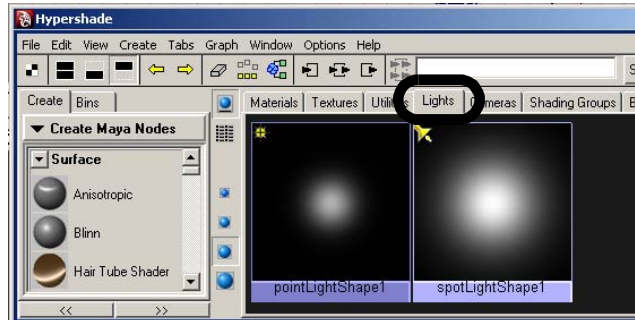 Hypershade
File Edit View Create Tabs Graph Window Options Help
Create Bins
Materials Textures Lights Shading Groups
Create Maya Nodes
Surface
Anisotropic
Blinn
Hair Tube Shader
pointLightShape1 spotLightShape1
<< >>